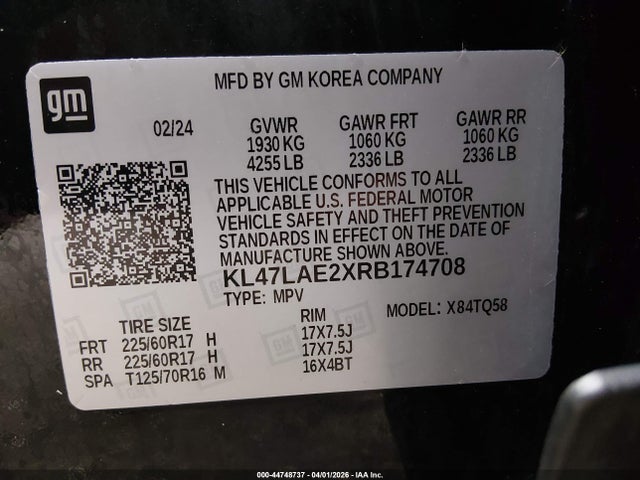 gm
MFD BY GM KOREA COMPANY
02/24
GVWR GAWR FRT GAWR RR
1930 KG 1060 KG 1060 KG
4255 LB 2336 LB 2336 LB
THIS VEHICLE CONFORMS TO ALL
APPLICABLE U.S. FEDERAL MOTOR
VEHICLE SAFETY AND THEFT PREVENTION
STANDARDS IN EFFECT ON THE DATE OF
MANUFACTURE SHOWN ABOVE.
KL47LAE2XRB174708
TYPE: MPV
MODEL: X84TQ58
TIRE SIZE RIM
FRT 225/60R17 H 17X7.5J
RR 225/60R17 H 17X7.5J
SPA T125/70R16 M 16X4BT
000-44748737 - 04/01/2026 - IAA Inc.